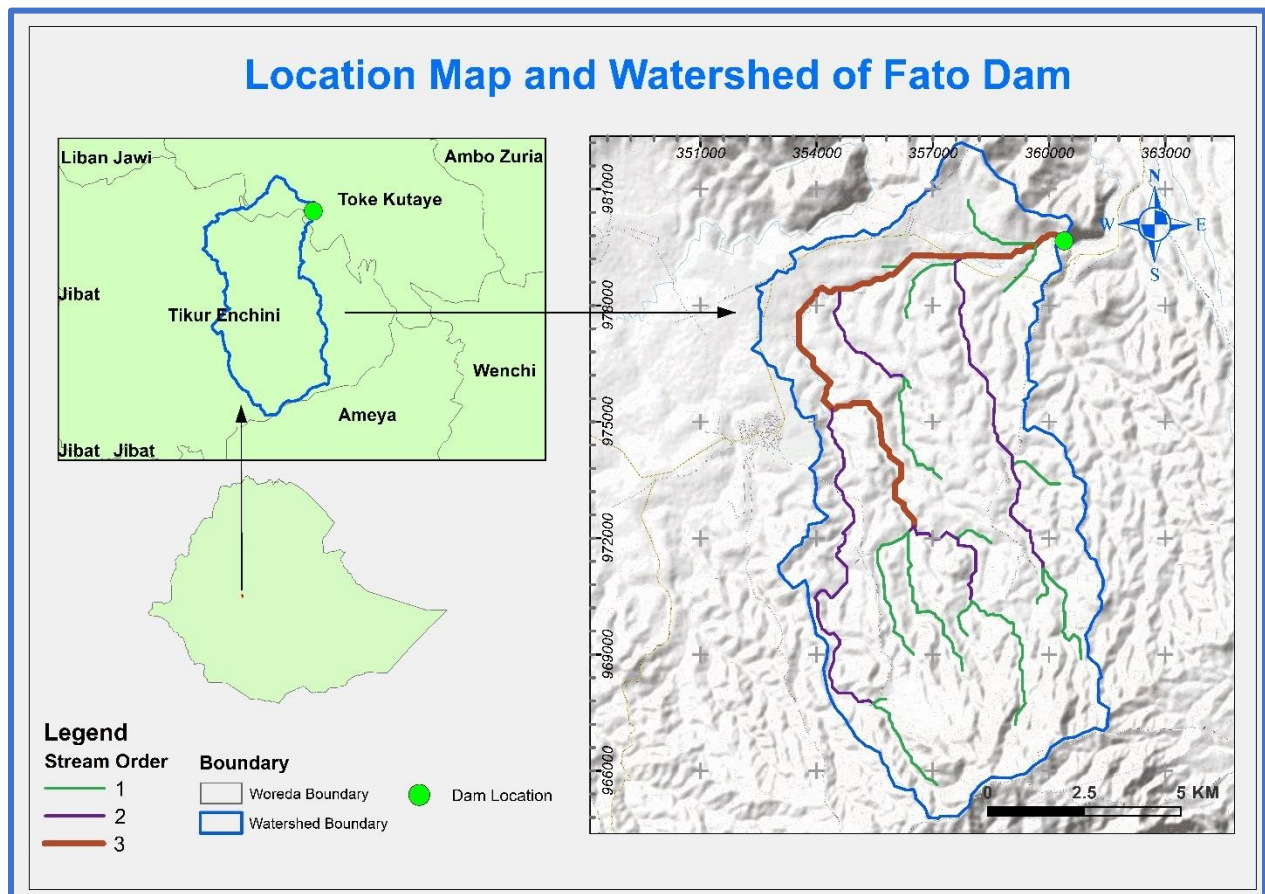 Location Map and Watershed of Fato Dam
Liban Jawi
Ambo Zuria
Toke Kutaye
Jibat
Tikur Enchini
Wenchi
Ameya
Jibat Jibat
351000 354000 357000 360000 363000
981000
978000
975000
972000
969000
966000
N
W E
S
0 2.5 5 KM
Legend
Stream Order
1
2
3
Boundary
Woreda Boundary
Watershed Boundary
Dam Location